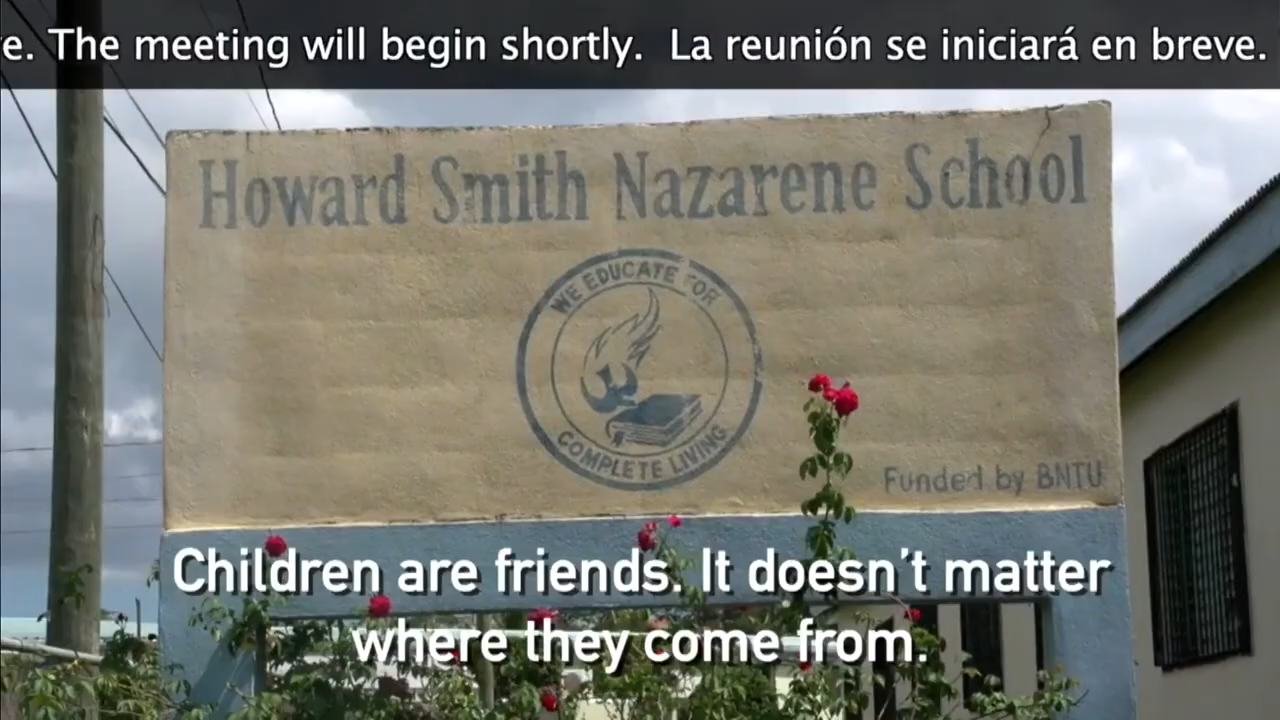 e. The meeting will begin shortly. La reunión se iniciará en breve.
Howard Smith Nazarene School
WE EDUCATE FOR
COMPLETE LIVING
Funded by BNTU
Children are friends. It doesn't matter
where they come from.